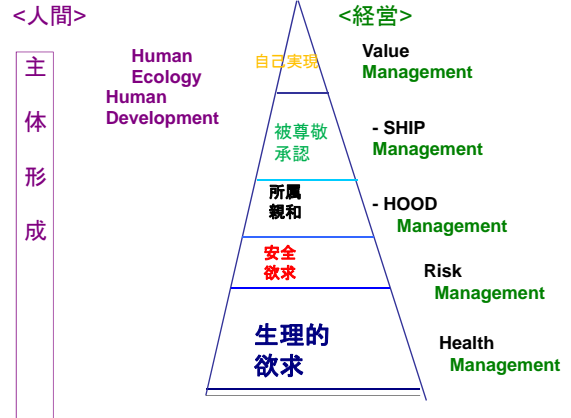 <人間>
<経営>
主
体
形
成
Human
Ecology
Human
Development
自己実現
Value
Management
被尊敬
承認
- SHIP
Management
所属
親和
- HOOD
Management
安全
欲求
Risk
Management
生理的
欲求
Health
Management